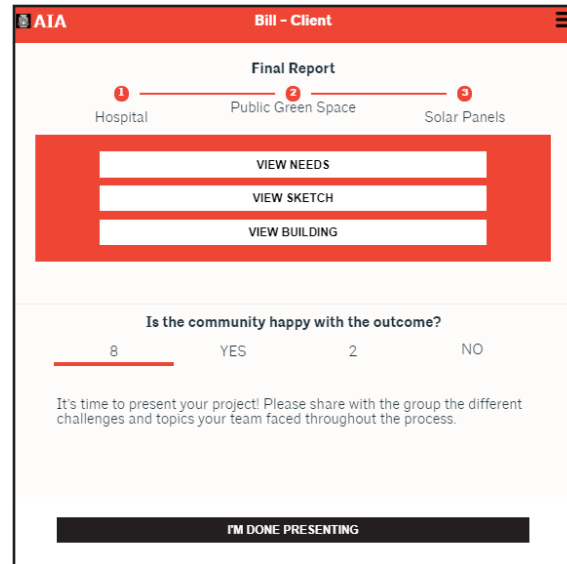 AIA
Bill - Client
Final Report
1
2
3
Hospital
Public Green Space
Solar Panels
VIEW NEEDS
VIEW SKETCH
VIEW BUILDING
Is the community happy with the outcome?
8 YES 2 NO
It's time to present your project! Please share with the group the different
challenges and topics your team faced throughout the process.
I'M DONE PRESENTING